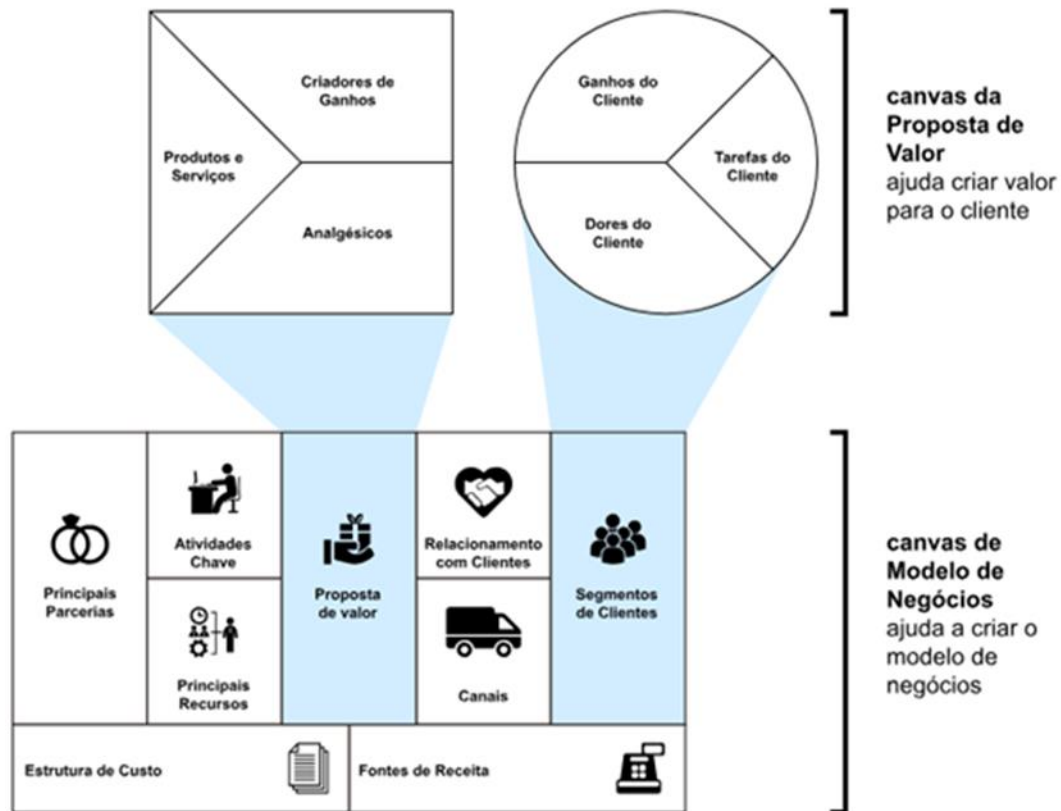 Criadores de
Ganhos
Produtos e
Serviços
Analgésicos
Ganhos do
Cliente
Tarefas do
Cliente
Dores do
Cliente
canvas da
Proposta de
Valor
ajuda criar valor
para o cliente
Principais
Parcerias
Atividades
Chave
Principais
Recursos
Proposta
de valor
Relacionamento
com Clientes
Canais
Segmentos
de Clientes
Estrutura de Custo
Fontes de Receita
canvas de
Modelo de
Negócios
ajuda a criar o
modelo de
negócios